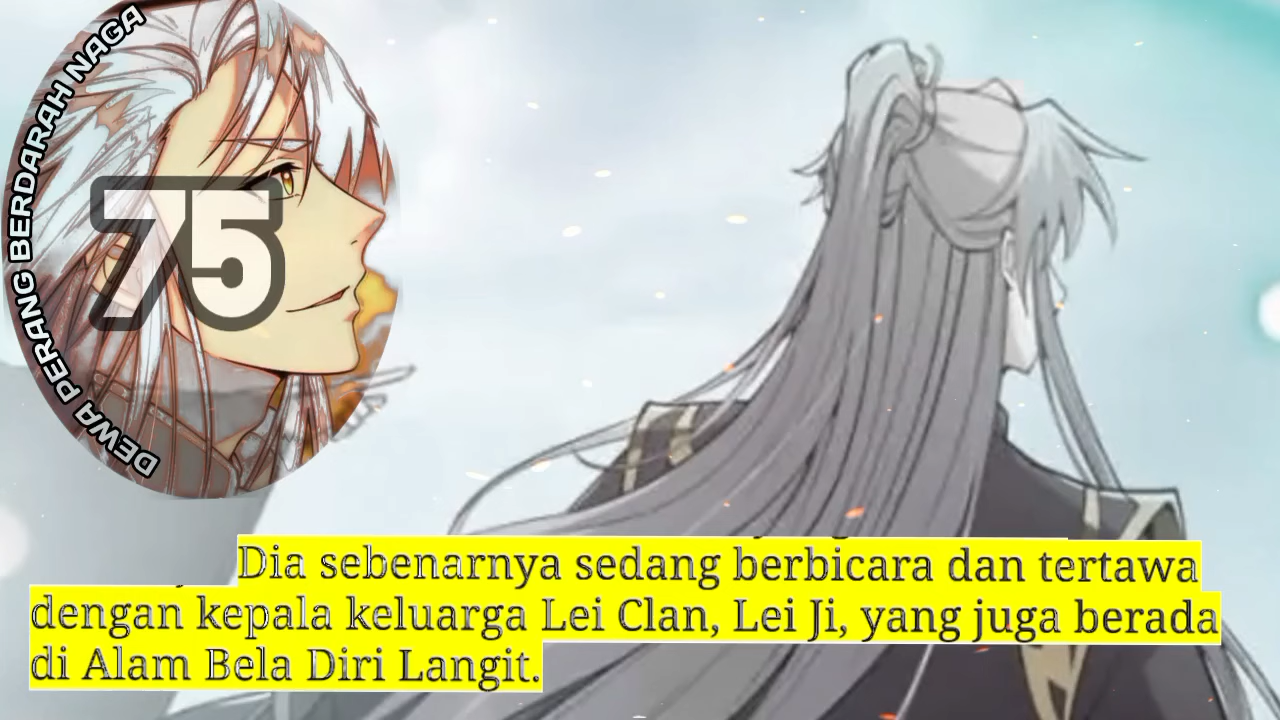 DEWA PERANG BERDARAH NAGA
75
Dia sebenarnya sedang berbicara dan tertawa
dengan kepala keluarga Lei Clan, Lei Ji, yang juga berada
di Alam Bela Diri Langit.